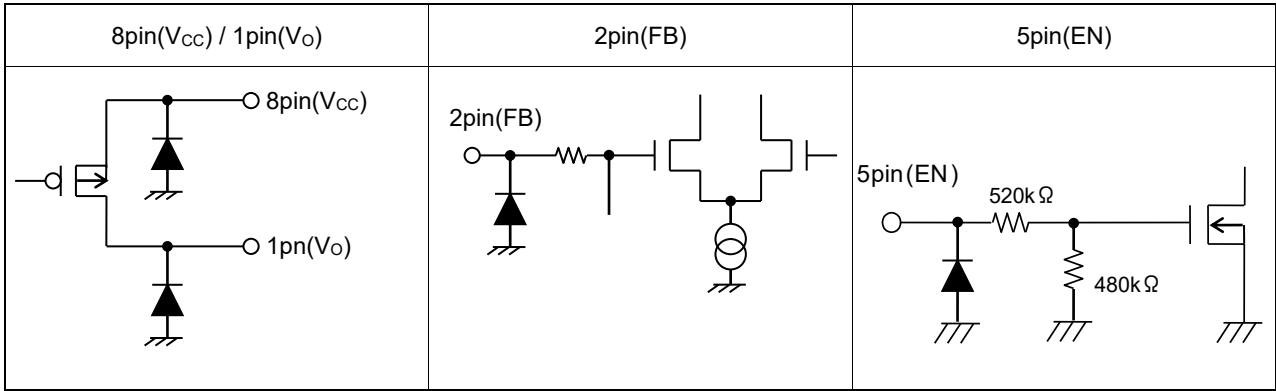 8pin(VCC) / 1pin(VO)
2pin(FB)
5pin(EN)
8pin(VCC)
1pn(VO)
2pin(FB)
5pin(EN)
520kΩ
480kΩ